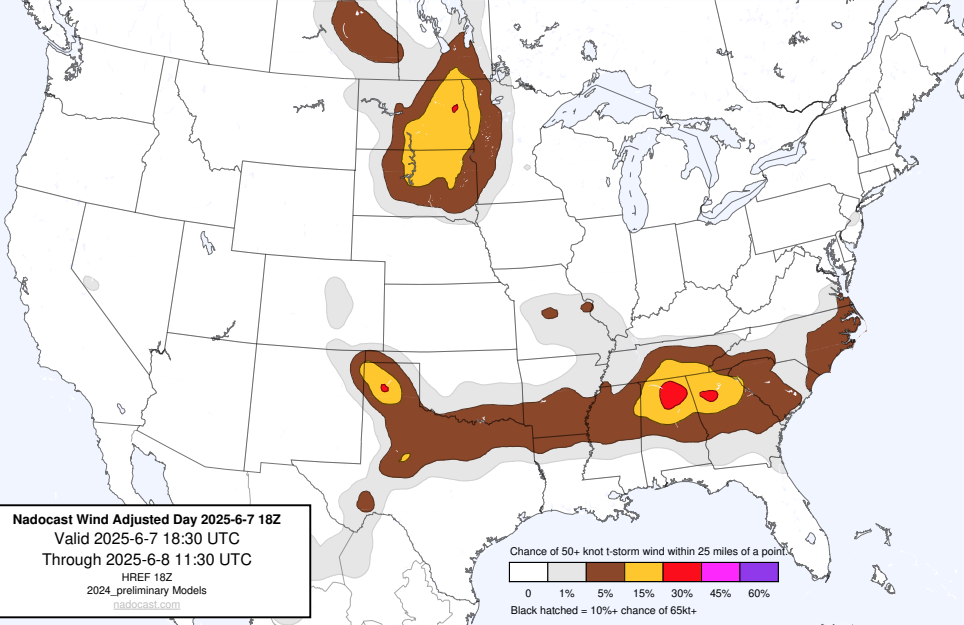 Nadocast Wind Adjusted Day 2025-6-7 18Z
Valid 2025-6-7 18:30 UTC
Through 2025-6-8 11:30 UTC
HREF 18Z
2024_preliminary Models
nadocast.com
Chance of 50+ knot t-storm wind within 25 miles of a point.
0 1% 5% 15% 30% 45% 60%
Black hatched = 10%+ chance of 65kt+